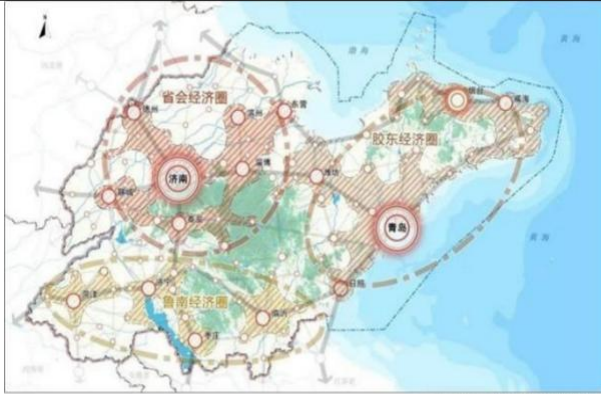 渤海
黄海
省会经济圈
德州
滨州
东营
烟台
威海
胶东经济圈
淄博
潍坊
济南
聊城
泰安
青岛
黄海
日照
菏泽
济宁
鲁南经济圈
临沂
枣庄